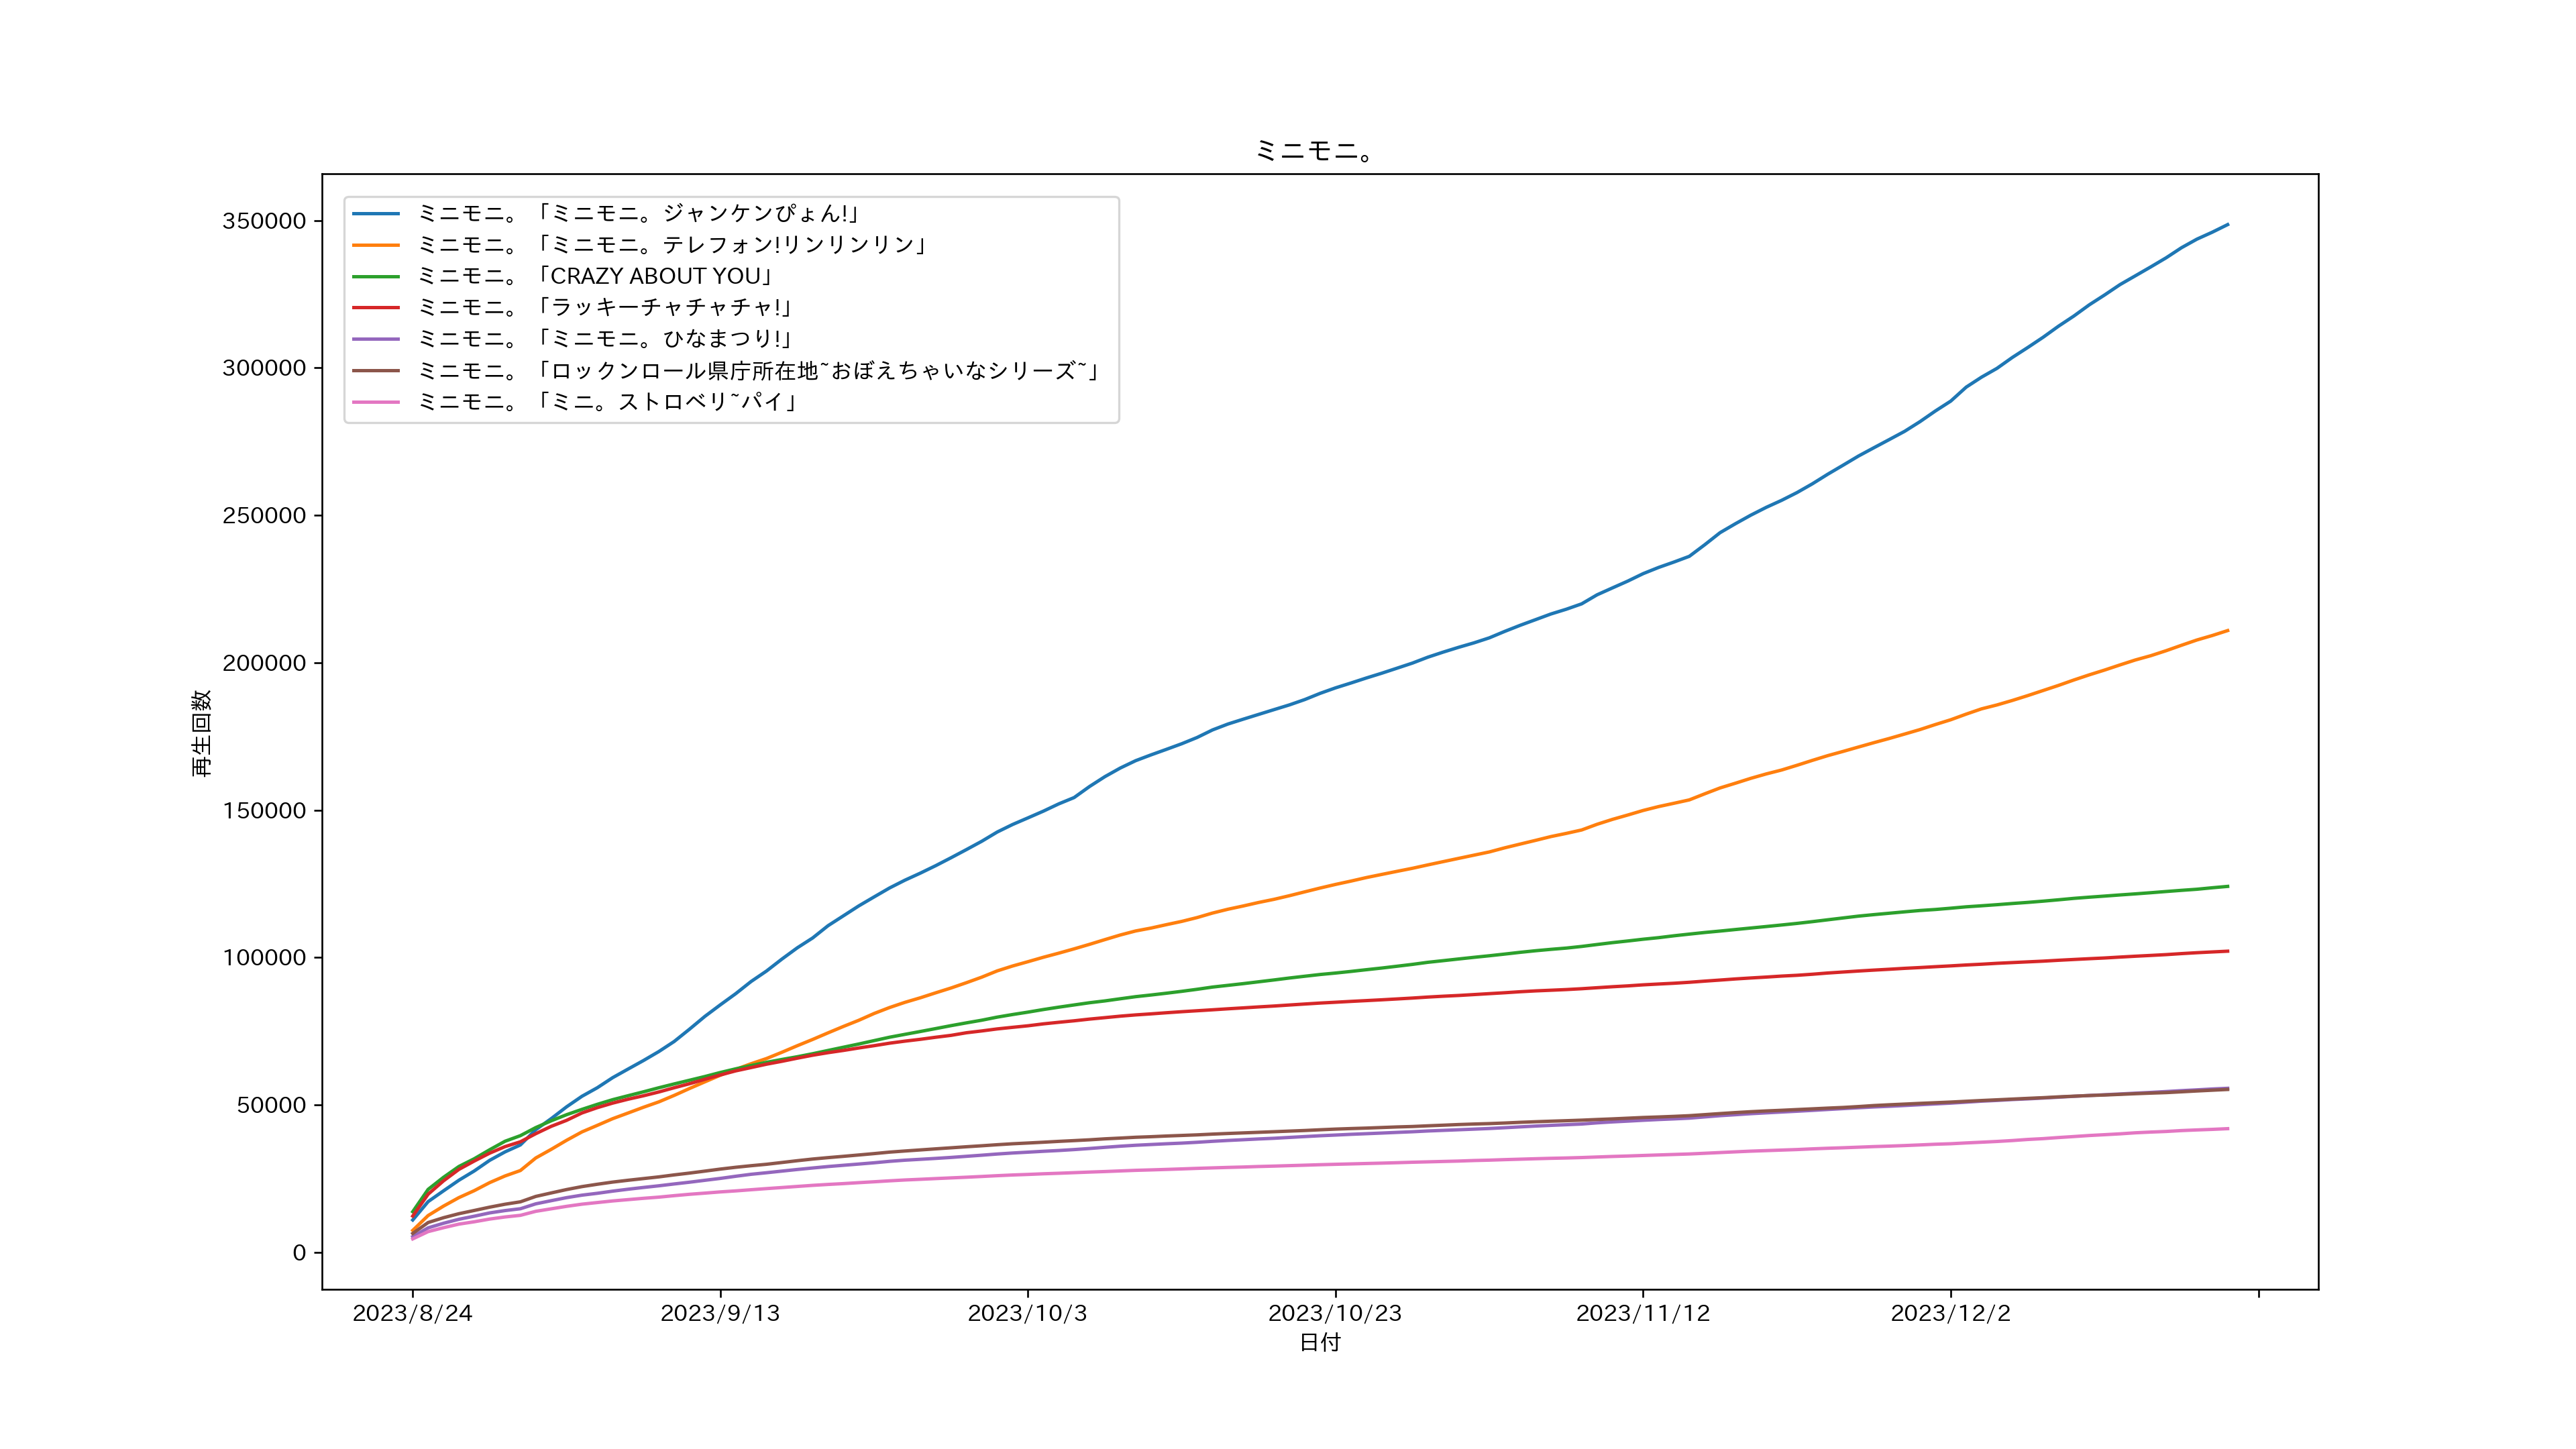 ミニモニ。
ミニモニ。「ミニモニ。ジャンケンぴょん!」
ミニモニ。「ミニモニ。テレフォン!リンリンリン」
ミニモニ。「CRAZY ABOUT YOU」
ミニモニ。「ラッキーチャチャチャ!」
ミニモニ。「ミニモニ。ひなまつり!」
ミニモニ。「ロックンロール県庁所在地~おぼえちゃいなシリーズ~」
ミニモニ。「ミニ。ストロベリ~パイ」
350000
300000
250000
200000
150000
100000
50000
0
再生回数
2023/8/24
2023/9/13
2023/10/3
2023/10/23
2023/11/12
2023/12/2
日付